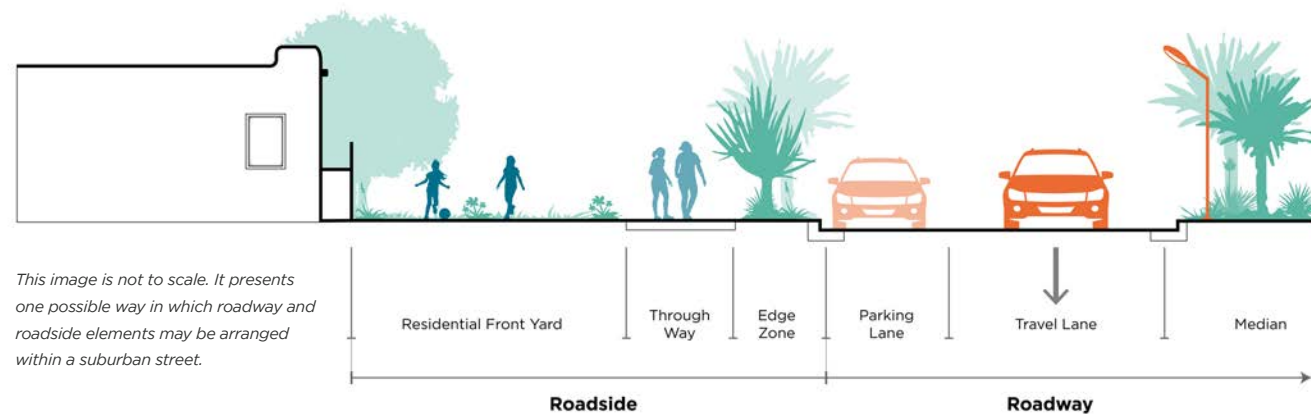 This image is not to scale. It presents
one possible way in which roadway and
roadside elements may be arranged
within a suburban street.
Residential Front Yard
Through
Way
Edge
Zone
Parking
Lane
Travel Lane
Median
Roadside
Roadway